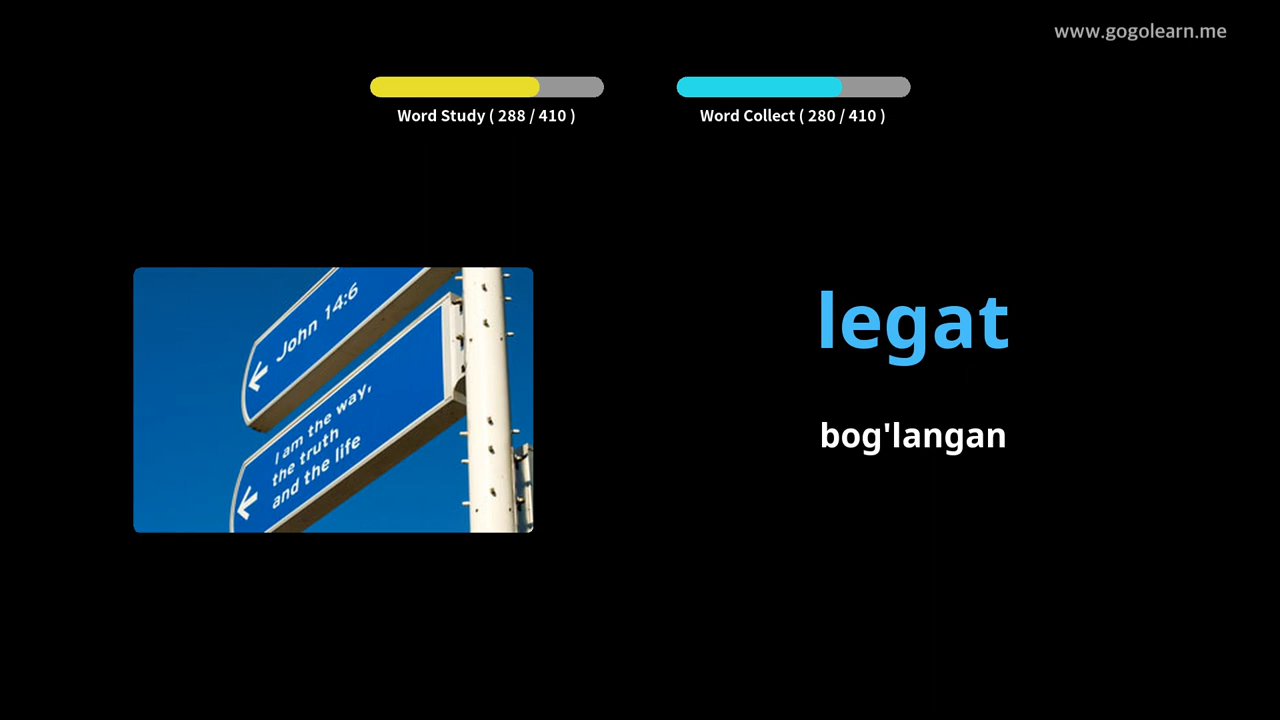 www.gogolearn.me
Word Study ( 288 / 410 )
Word Collect ( 280 / 410 )
John 14:6
I am the way,
the truth
and the life
legat
bog'langan